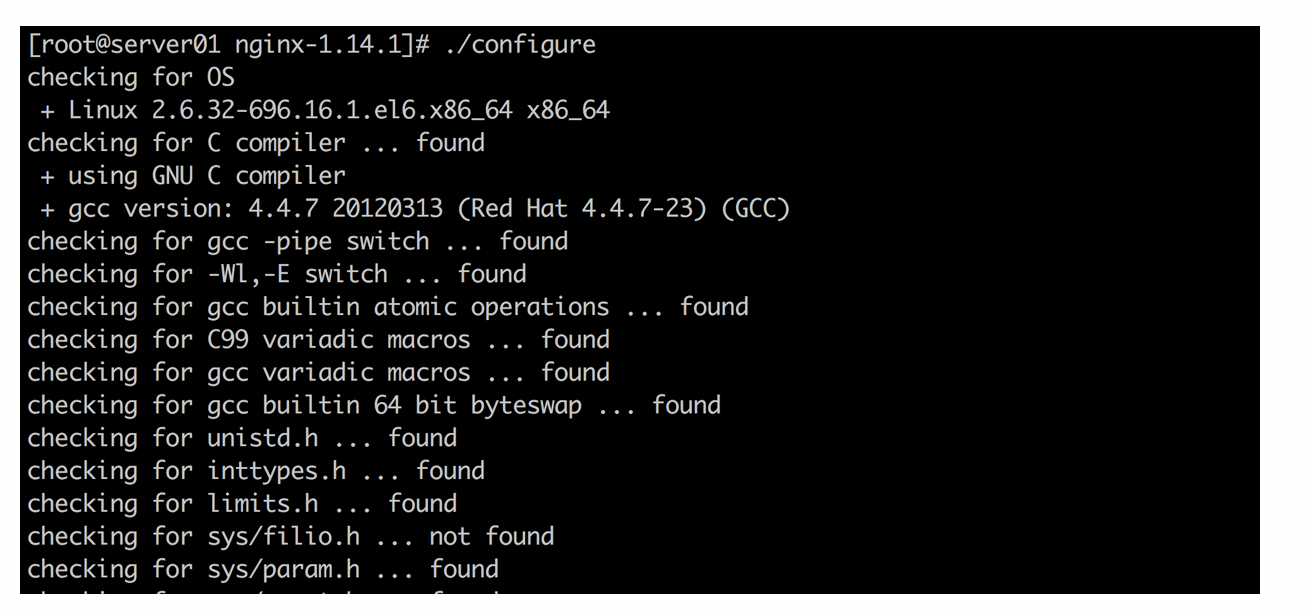 [root@server01 nginx-1.14.1]# ./configure
checking for OS
 + Linux 2.6.32-696.16.1.el6.x86_64 x86_64
checking for C compiler ... found
 + using GNU C compiler
 + gcc version: 4.4.7 20120313 (Red Hat 4.4.7-23) (GCC)
checking for gcc -pipe switch ... found
checking for -Wl,-E switch ... found
checking for gcc builtin atomic operations ... found
checking for C99 variadic macros ... found
checking for gcc variadic macros ... found
checking for gcc builtin 64 bit byteswap ... found
checking for unistd.h ... found
checking for inttypes.h ... found
checking for limits.h ... found
checking for sys/filio.h ... not found
checking for sys/param.h ... found